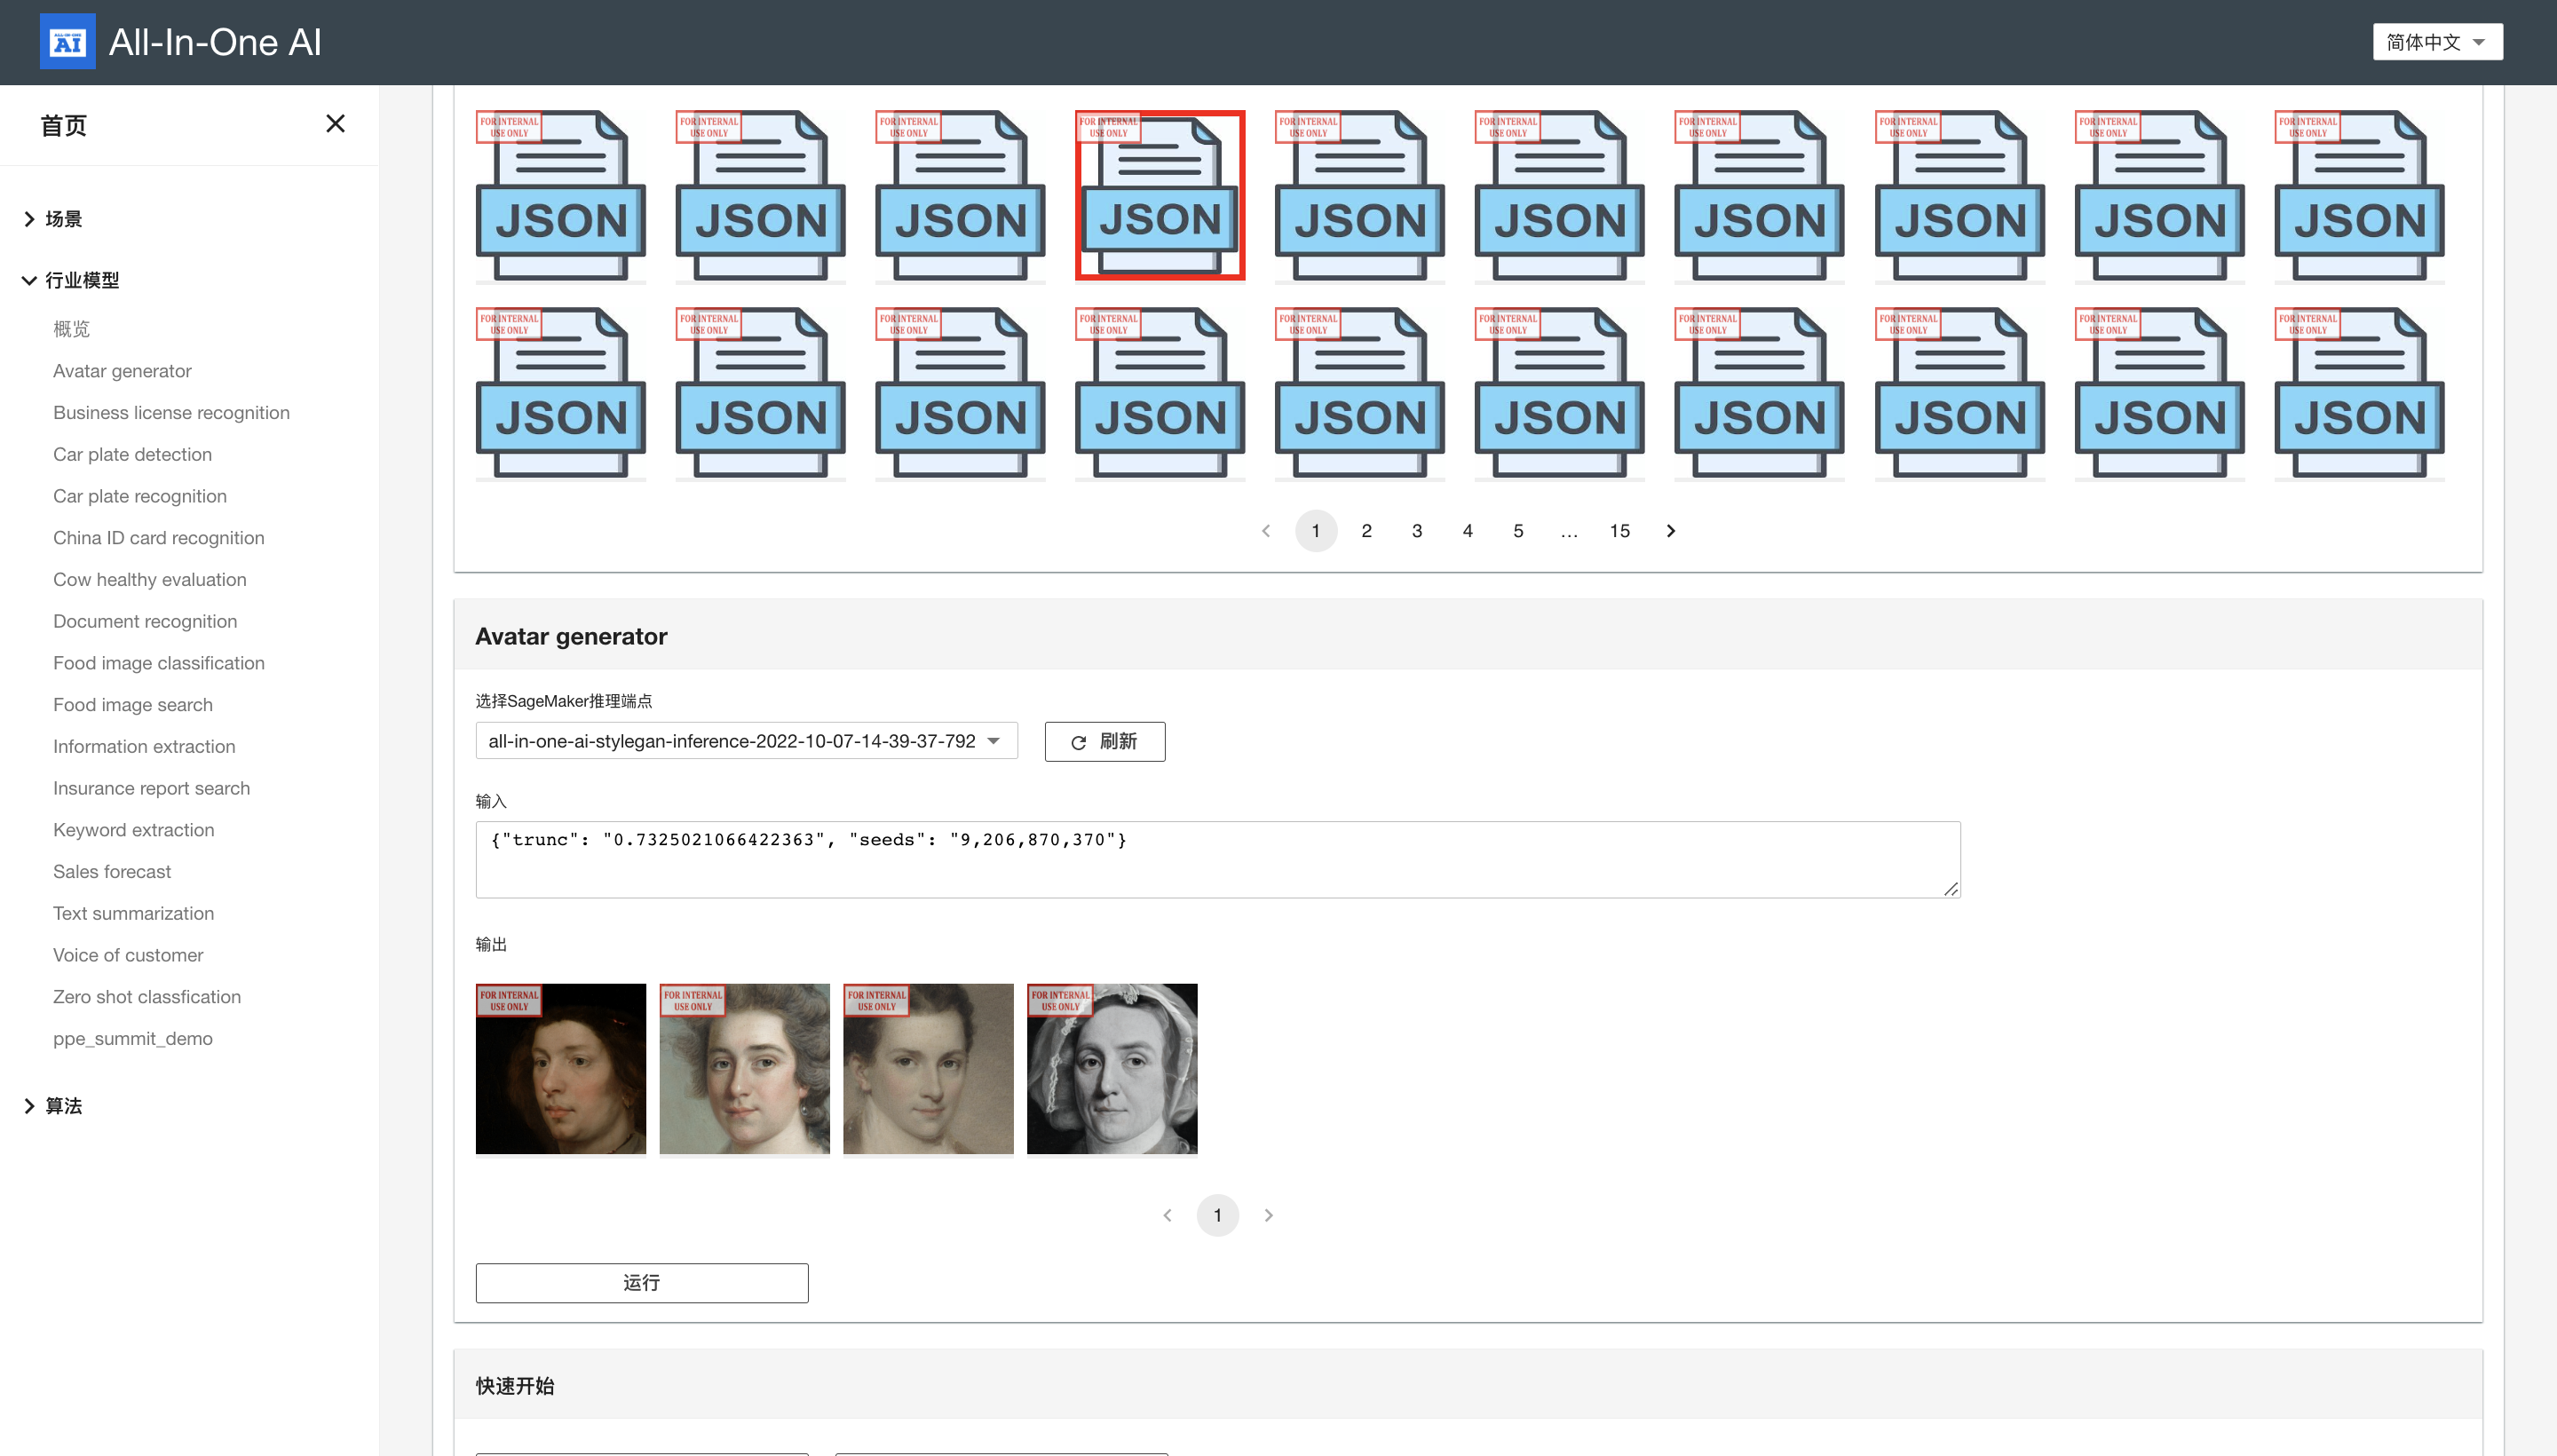 ALL-IN-ONE
AI
All-In-One AI
简体中文
首页
场景
行业模型
概览
Avatar generator
Business license recognition
Car plate detection
Car plate recognition
China ID card recognition
Cow healthy evaluation
Document recognition
Food image classification
Food image search
Information extraction
Insurance report search
Keyword extraction
Sales forecast
Text summarization
Voice of customer
Zero shot classfication
ppe_summit_demo
算法
FOR INTERNAL USE ONLY
JSON
FOR INTERNAL USE ONLY
JSON
FOR INTERNAL USE ONLY
JSON
FOR INTERNAL USE ONLY
JSON
FOR INTERNAL USE ONLY
JSON
FOR INTERNAL USE ONLY
JSON
FOR INTERNAL USE ONLY
JSON
FOR INTERNAL USE ONLY
JSON
FOR INTERNAL USE ONLY
JSON
FOR INTERNAL USE ONLY
JSON
FOR INTERNAL USE ONLY
JSON
FOR INTERNAL USE ONLY
JSON
FOR INTERNAL USE ONLY
JSON
FOR INTERNAL USE ONLY
JSON
FOR INTERNAL USE ONLY
JSON
FOR INTERNAL USE ONLY
JSON
FOR INTERNAL USE ONLY
JSON
FOR INTERNAL USE ONLY
JSON
FOR INTERNAL USE ONLY
JSON
FOR INTERNAL USE ONLY
JSON
1 2 3 4 5 … 15
Avatar generator
选择SageMaker推理端点
all-in-one-ai-stylegan-inference-2022-10-07-14-39-37-792
刷新
输入
{"trunc": "0.7325021066422363", "seeds": "9,206,870,370"}
输出
FOR INTERNAL USE ONLY
FOR INTERNAL USE ONLY
FOR INTERNAL USE ONLY
FOR INTERNAL USE ONLY
1
运行
快速开始